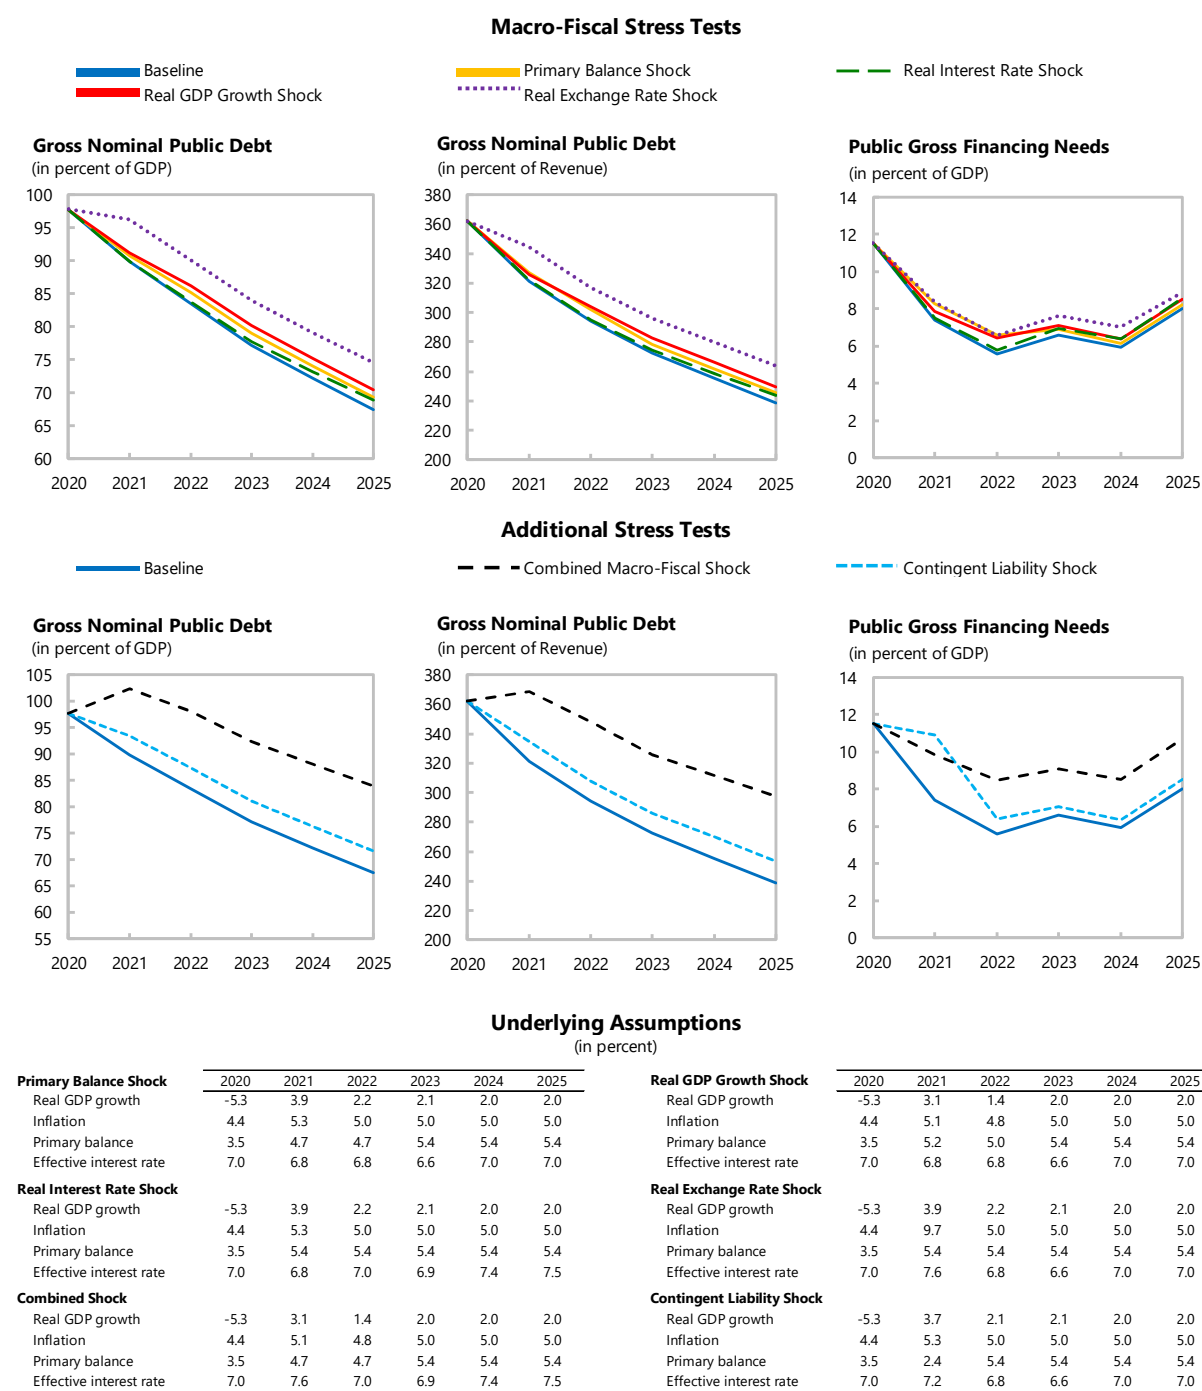 Macro-Fiscal Stress Tests
Baseline
Primary Balance Shock
Real Interest Rate Shock
Real GDP Growth Shock
Real Exchange Rate Shock
Gross Nominal Public Debt
(in percent of GDP)
100
95
90
85
80
75
70
65
60
2020 2021 2022 2023 2024 2025
Gross Nominal Public Debt
(in percent of Revenue)
380
360
340
320
300
280
260
240
220
200
2020 2021 2022 2023 2024 2025
Public Gross Financing Needs
(in percent of GDP)
14
12
10
8
6
4
2
0
2020 2021 2022 2023 2024 2025
Additional Stress Tests
Baseline
Combined Macro-Fiscal Shock
Contingent Liability Shock
Gross Nominal Public Debt
(in percent of GDP)
105
100
95
90
85
80
75
70
65
60
55
2020 2021 2022 2023 2024 2025
Gross Nominal Public Debt
(in percent of Revenue)
380
360
340
320
300
280
260
240
220
200
2020 2021 2022 2023 2024 2025
Public Gross Financing Needs
(in percent of GDP)
14
12
10
8
6
4
2
0
2020 2021 2022 2023 2024 2025
Underlying Assumptions
(in percent)
Primary Balance Shock 2020 2021 2022 2023 2024 2025
Real GDP growth -5.3 3.9 2.2 2.1 2.0 2.0
Inflation 4.4 5.3 5.0 5.0 5.0 5.0
Primary balance 3.5 4.7 4.7 5.4 5.4 5.4
Effective interest rate 7.0 6.8 6.8 6.6 7.0 7.0
Real Interest Rate Shock
Real GDP growth -5.3 3.9 2.2 2.1 2.0 2.0
Inflation 4.4 5.3 5.0 5.0 5.0 5.0
Primary balance 3.5 5.4 5.4 5.4 5.4 5.4
Effective interest rate 7.0 6.8 7.0 6.9 7.4 7.5
Combined Shock
Real GDP growth -5.3 3.1 1.4 2.0 2.0 2.0
Inflation 4.4 5.1 4.8 5.0 5.0 5.0
Primary balance 3.5 4.7 4.7 5.4 5.4 5.4
Effective interest rate 7.0 7.6 7.0 6.9 7.4 7.5
Real GDP Growth Shock 2020 2021 2022 2023 2024 2025
Real GDP growth -5.3 3.1 1.4 2.0 2.0 2.0
Inflation 4.4 5.1 4.8 5.0 5.0 5.0
Primary balance 3.5 5.2 5.0 5.4 5.4 5.4
Effective interest rate 7.0 6.8 6.8 6.6 7.0 7.0
Real Exchange Rate Shock
Real GDP growth -5.3 3.9 2.2 2.1 2.0 2.0
Inflation 4.4 9.7 5.0 5.0 5.0 5.0
Primary balance 3.5 5.4 5.4 5.4 5.4 5.4
Effective interest rate 7.0 7.6 6.8 6.6 7.0 7.0
Contingent Liability Shock
Real GDP growth -5.3 3.7 2.1 2.1 2.0 2.0
Inflation 4.4 5.3 5.0 5.0 5.0 5.0
Primary balance 3.5 2.4 5.4 5.4 5.4 5.4
Effective interest rate 7.0 7.2 6.8 6.6 7.0 7.0